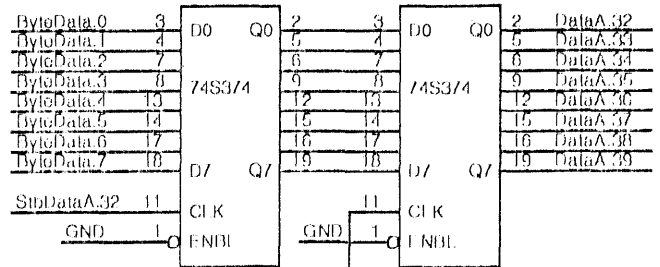 ByteData.0 3 D0 Q0 2 3 D0 Q0 2 DataA.32
ByteData.1 4 5 4 5 DataA.33
ByteData.2 7 6 7 6 DataA.34
ByteData.3 8 74S374 9 8 74S374 9 DataA.35
ByteData.4 13 12 13 12 DataA.36
ByteData.5 14 15 14 15 DataA.37
ByteData.6 17 16 17 16 DataA.38
ByteData.7 18 D7 Q7 19 18 D7 Q7 19 DataA.39
StbDataA.32 11 CLK 11 CLK
GND 1 ENBL GND 1 ENBL